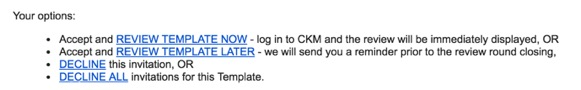 Your options:
• Accept and REVIEW TEMPLATE NOW - log in to CKM and the review will be immediately displayed, OR
• Accept and REVIEW TEMPLATE LATER - we will send you a reminder prior to the review round closing,
• DECLINE this invitation, OR
• DECLINE ALL invitations for this Template.